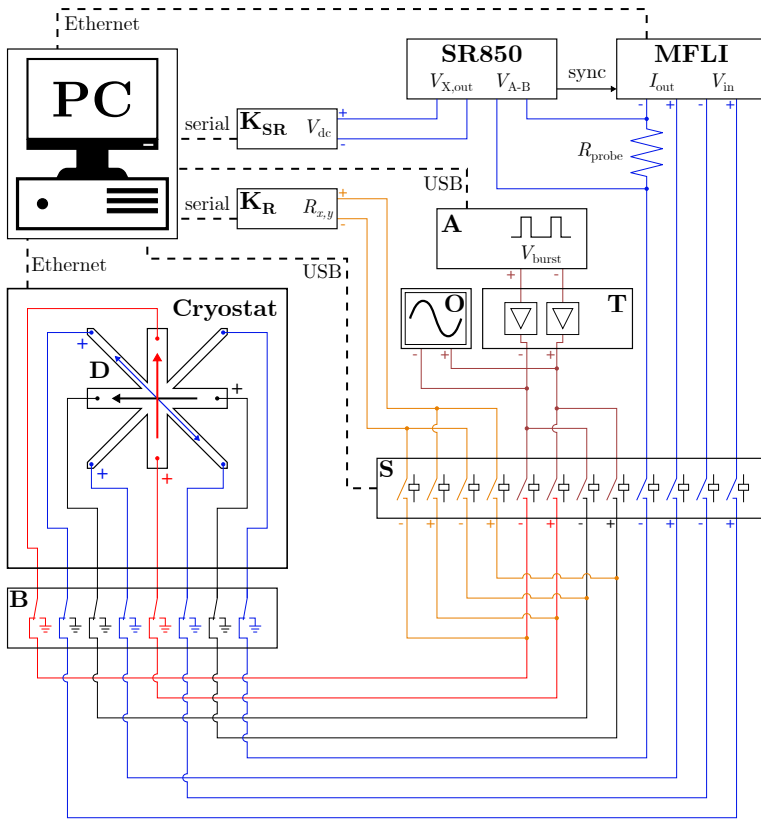 Ethernet
PC
SR850
V_X,out V_A-B
sync
MFLI
I_out V_in
- + - +
serial
K_SR V_dc
+
-
R_probe
USB
serial
K_R R_x,y
+
-
A
V_burst
+ -
Ethernet
USB
Cryostat
O
- +
T
- +
D
+
+
+
+
S
- + - + - + - + - + - +
B